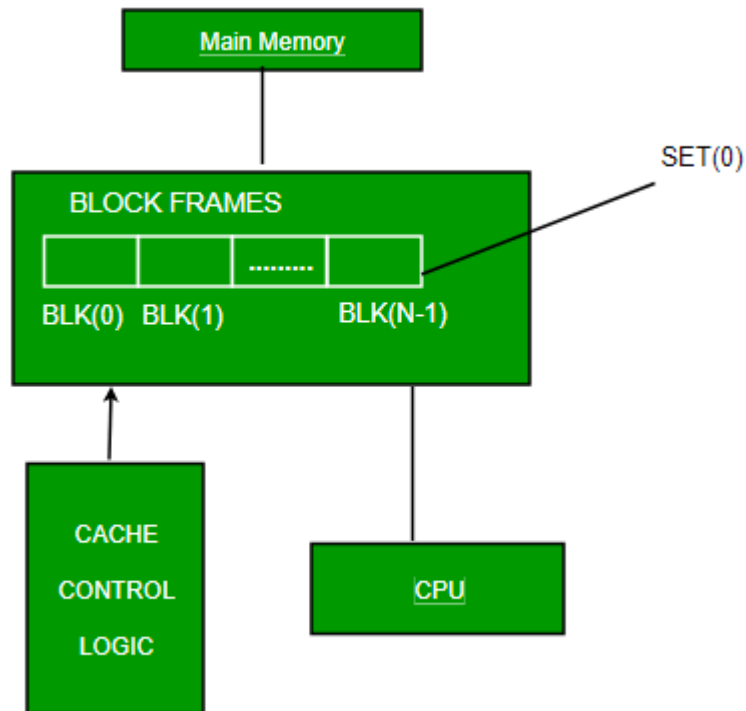 Main Memory
SET(0)
BLOCK FRAMES
.........
BLK(0) BLK(1) BLK(N-1)
CACHE
CONTROL
LOGIC
CPU